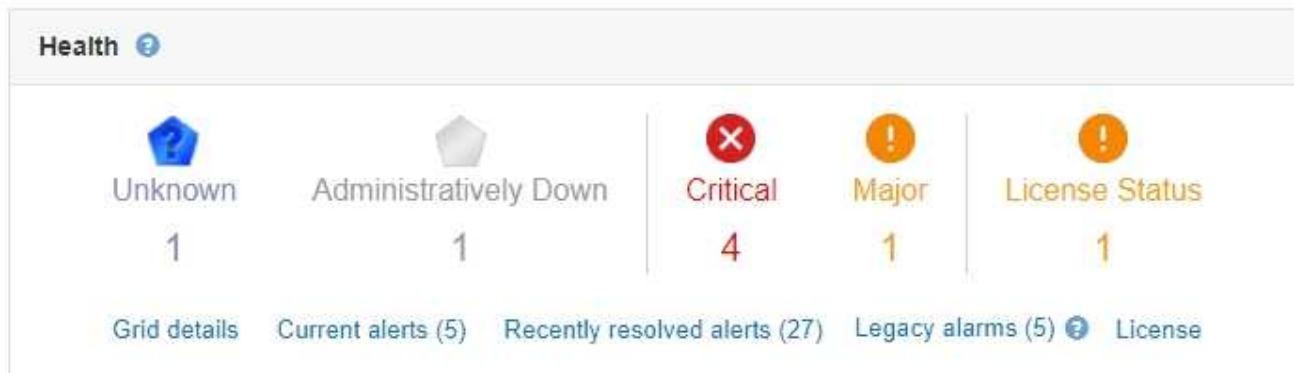 Health
Unknown Administratively Down Critical Major License Status
1 1 4 1 1
Grid details Current alerts (5) Recently resolved alerts (27) Legacy alarms (5) License